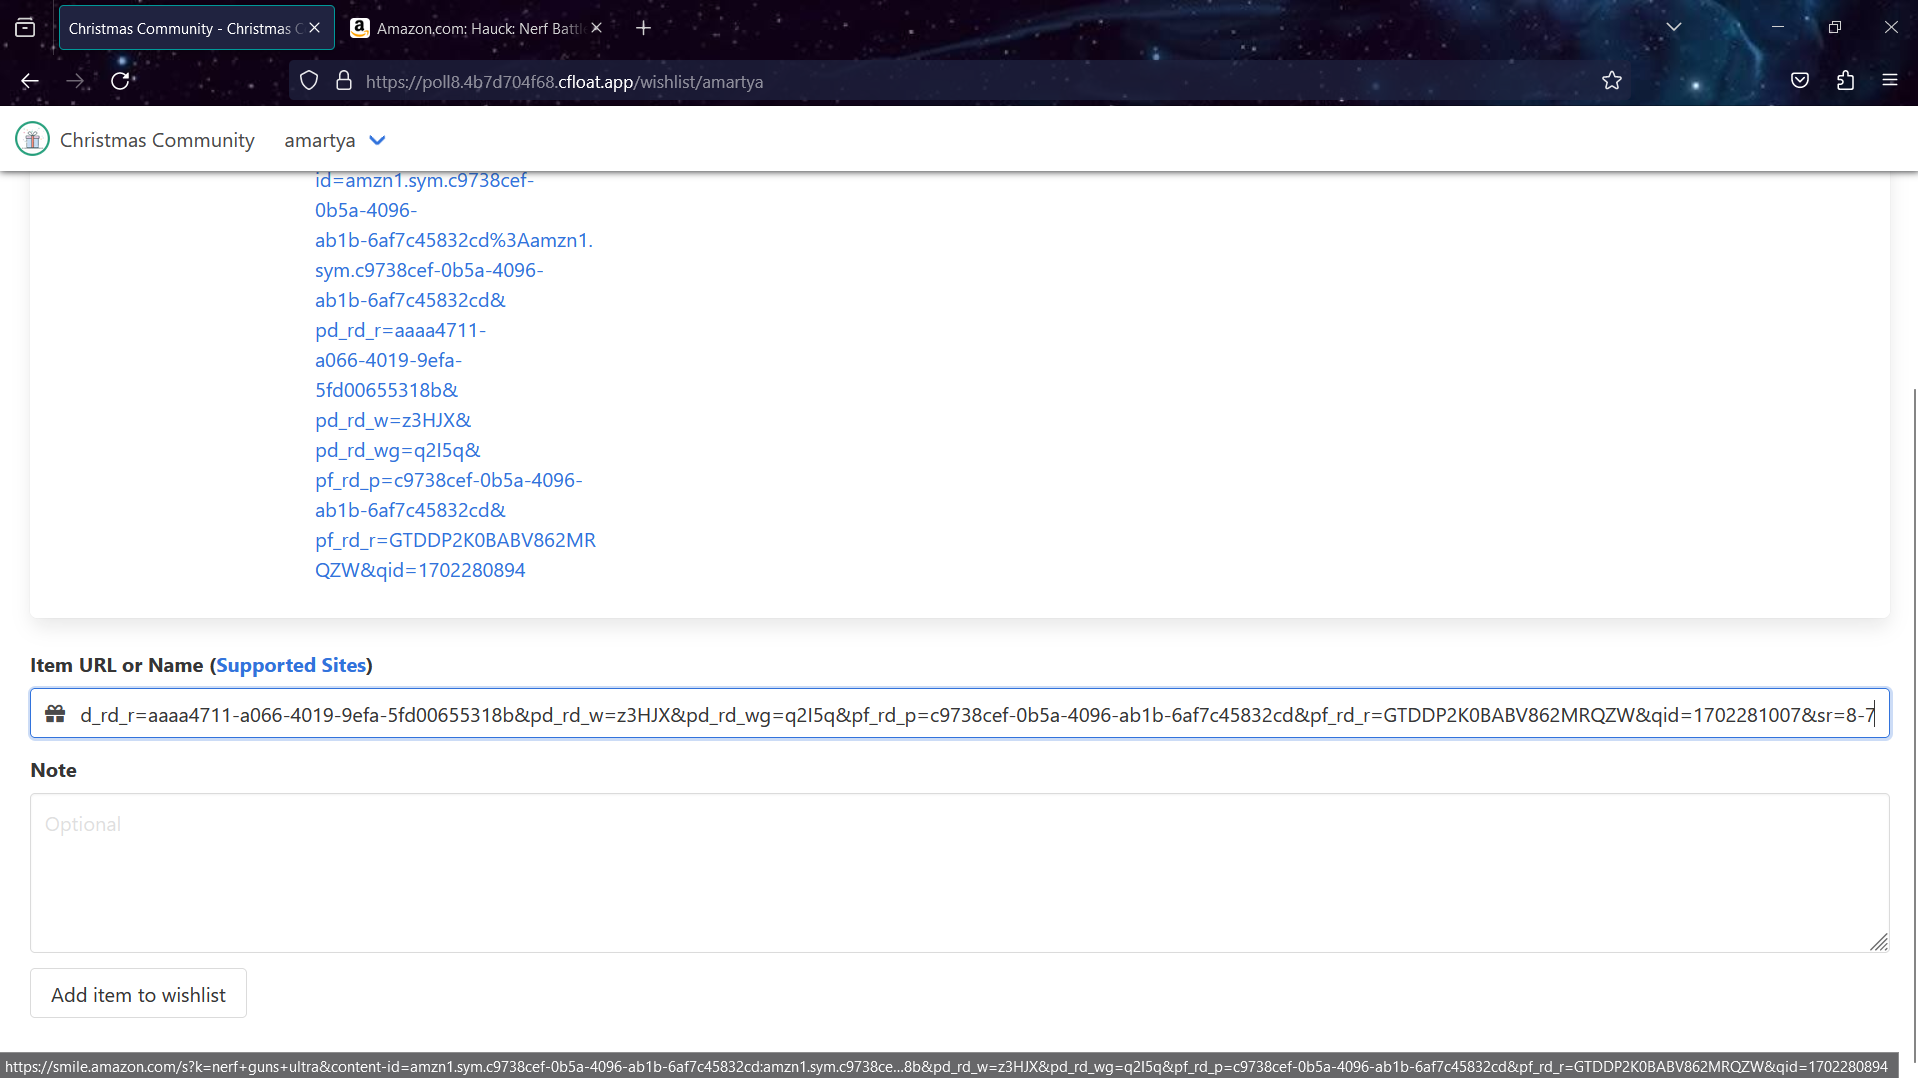 Christmas Community - Christmas C
Amazon.com: Hauck: Nerf Battle
https://poll8.4b7d704f68.cfloat.app/wishlist/amartya
Christmas Community
amartya
id=amzn1.sym.c9738cef-
0b5a-4096-
ab1b-6af7c45832cd%3Aamzn1.
sym.c9738cef-0b5a-4096-
ab1b-6af7c45832cd&
pd_rd_r=aaaa4711-
a066-4019-9efa-
5fd00655318b&
pd_rd_w=z3HJX&
pd_rd_wg=q2I5q&
pf_rd_p=c9738cef-0b5a-4096-
ab1b-6af7c45832cd&
pf_rd_r=GTDDP2K0BABV862MR
QZW&qid=1702280894
Item URL or Name (Supported Sites)
d_rd_r=aaaa4711-a066-4019-9efa-5fd00655318b&pd_rd_w=z3HJX&pd_rd_wg=q2I5q&pf_rd_p=c9738cef-0b5a-4096-ab1b-6af7c45832cd&pf_rd_r=GTDDP2K0BABV862MRQZW&qid=1702281007&sr=8-7
Note
Optional
Add item to wishlist
https://smile.amazon.com/s?k=nerf+guns+ultra&content-id=amzn1.sym.c9738cef-0b5a-4096-ab1b-6af7c45832cd:amzn1.sym.c9738ce...8b&pd_rd_w=z3HJX&pd_rd_wg=q2I5q&pf_rd_p=c9738cef-0b5a-4096-ab1b-6af7c45832cd&pf_rd_r=GTDDP2K0BABV862MRQZW&qid=1702280894